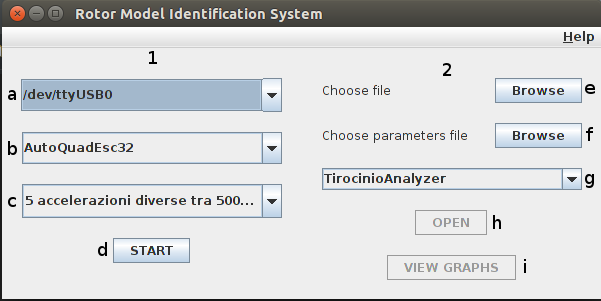 Rotor Model Identification System
Help
1
2
a /dev/ttyUSB0
Choose file Browse e
b AutoQuadEsc32
Choose parameters file Browse f
c 5 accelerazioni diverse tra 500...
TirocinioAnalyzer g
d START
OPEN h
VIEW GRAPHS i